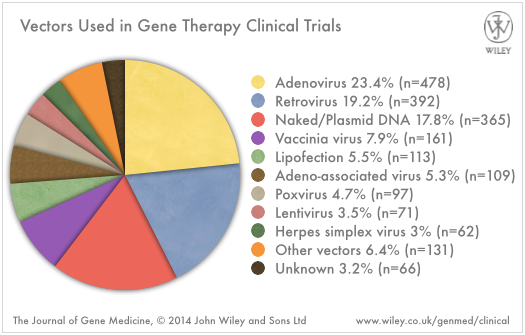 Vectors Used in Gene Therapy Clinical Trials
WILEY
Adenovirus 23.4% (n=478)
Retrovirus 19.2% (n=392)
Naked/Plasmid DNA 17.8% (n=365)
Vaccinia virus 7.9% (n=161)
Lipofection 5.5% (n=113)
Adeno-associated virus 5.3% (n=109)
Poxvirus 4.7% (n=97)
Lentivirus 3.5% (n=71)
Herpes simplex virus 3% (n=62)
Other vectors 6.4% (n=131)
Unknown 3.2% (n=66)
The Journal of Gene Medicine, © 2014 John Wiley and Sons Ltd
www.wiley.co.uk/genmed/clinical